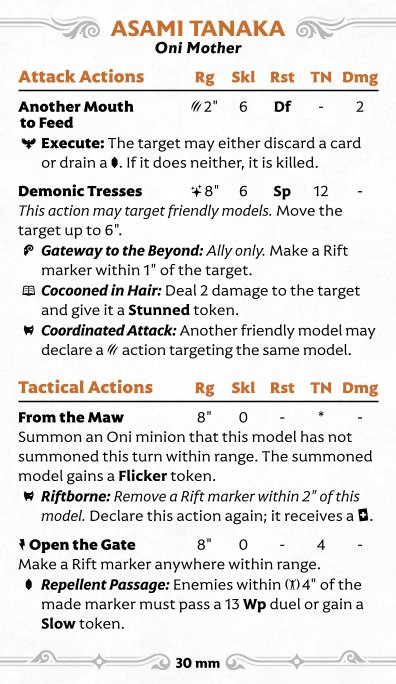 ASAMI TANAKA
Oni Mother
Attack Actions Rg Skl Rst TN Dmg
Another Mouth to Feed 2" 6 Df - 2
Execute: The target may either discard a card
or drain a . If it does neither, it is killed.
Demonic Tresses 8" 6 Sp 12 -
This action may target friendly models. Move the
target up to 6".
Gateway to the Beyond: Ally only. Make a Rift
marker within 1" of the target.
Cocooned in Hair: Deal 2 damage to the target
and give it a Stunned token.
Coordinated Attack: Another friendly model may
declare a action targeting the same model.
Tactical Actions Rg Skl Rst TN Dmg
From the Maw 8" 0 - * -
Summon an Oni minion that this model has not
summoned this turn within range. The summoned
model gains a Flicker token.
Riftborne: Remove a Rift marker within 2" of this
model. Declare this action again; it receives a .
Open the Gate 8" 0 - 4 -
Make a Rift marker anywhere within range.
Repellent Passage: Enemies within 4" of the
made marker must pass a 13 Wp duel or gain a
Slow token.
30 mm